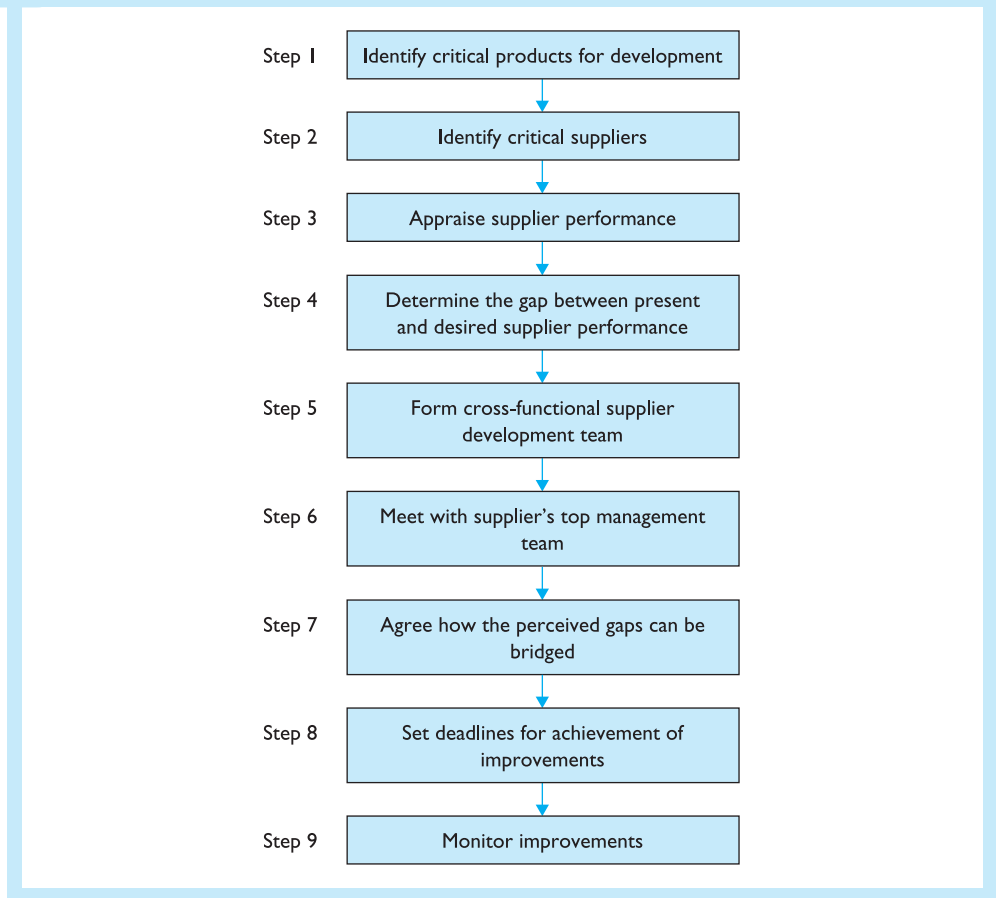 Step 1
Identify critical products for development
Step 2
Identify critical suppliers
Step 3
Appraise supplier performance
Step 4
Determine the gap between present
and desired supplier performance
Step 5
Form cross-functional supplier
development team
Step 6
Meet with supplier’s top management
team
Step 7
Agree how the perceived gaps can be
bridged
Step 8
Set deadlines for achievement of
improvements
Step 9
Monitor improvements